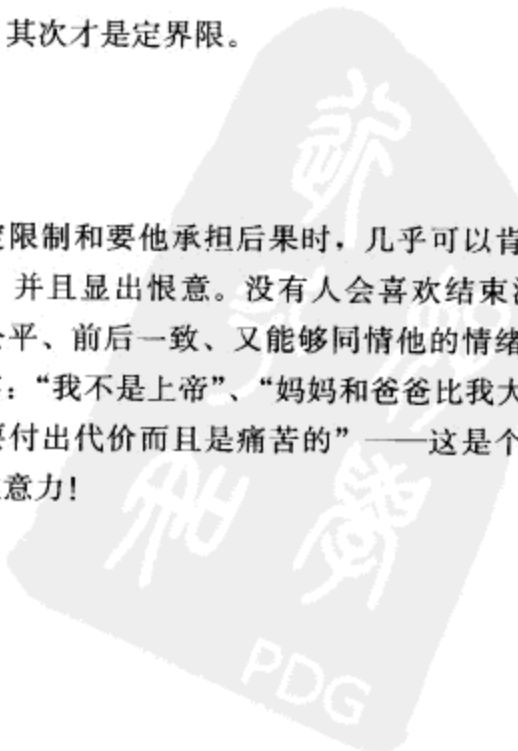 其次才是定界限。
限制和要他承担后果时，几乎可以肯
并且显出恨意。没有人会喜欢结束
平、前后一致、又能够同情他的情绪
：“我不是上帝”、“妈妈和爸爸比我大
付出代价而且是痛苦的”——这是个
意力！
PDG